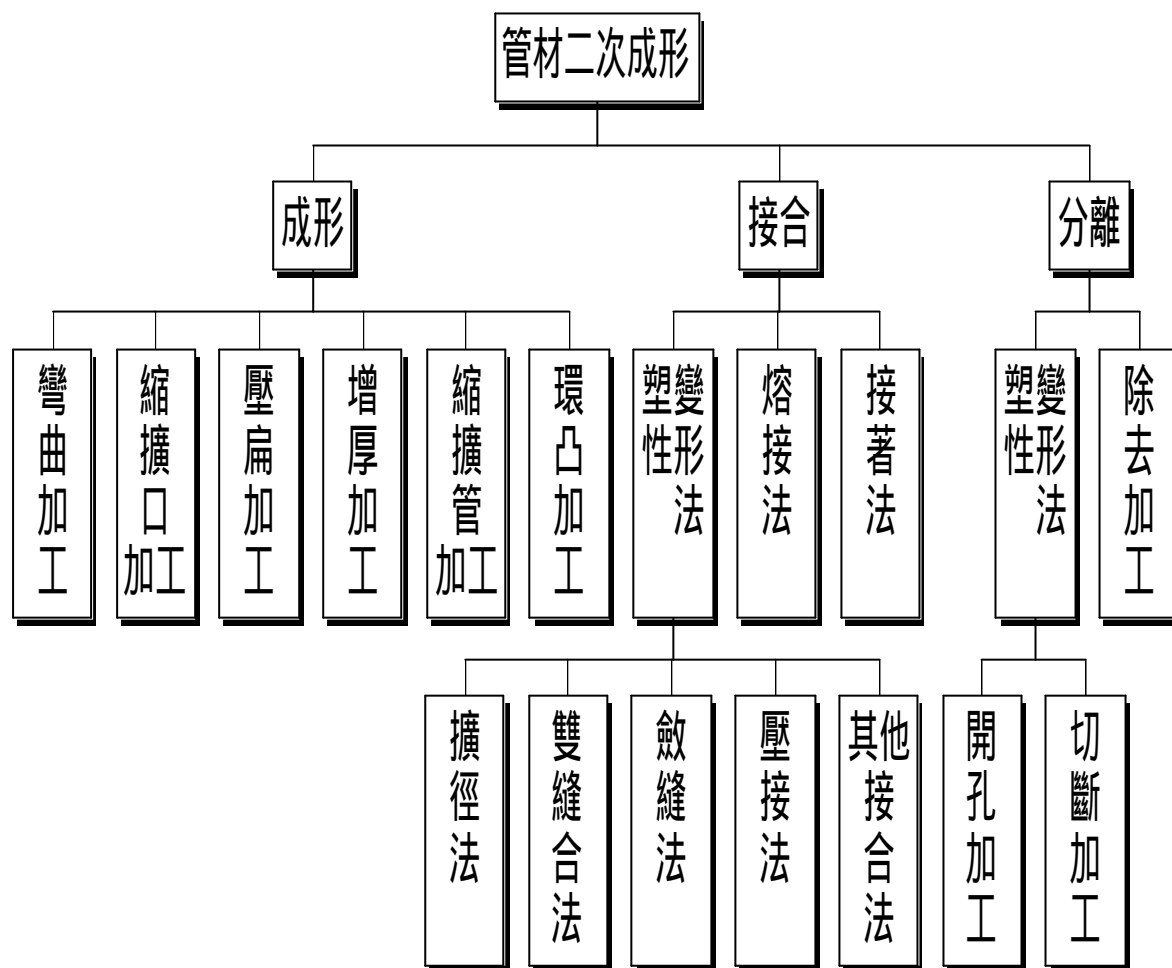 管材二次成形
成形
接合
分離
彎曲加工
縮擴口加工
壓扁加工
增厚加工
縮擴管加工
環凸加工
塑性變形法
熔接法
接著法
塑性變形法
除去加工
擴徑法
雙縫合法
斂縫法
壓接法
其他接合法
開孔加工
切斷加工